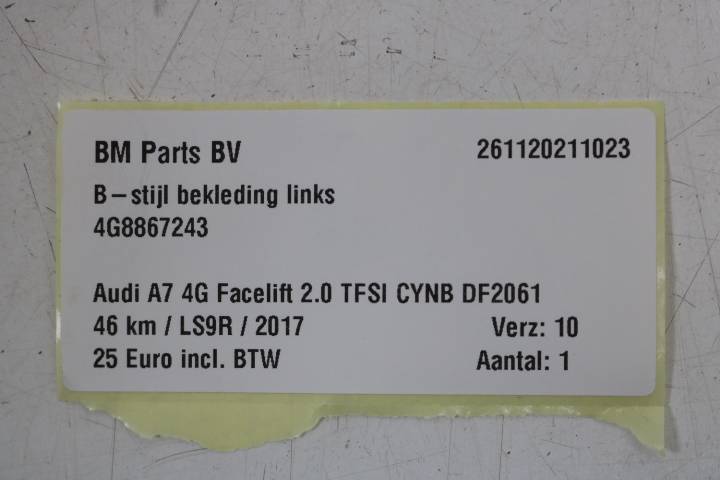 BM Parts BV 261120211023
B-stijl bekleding links
4G8867243
Audi A7 4G Facelift 2.0 TFSI CYNB DF2061
46 km / LS9R / 2017 Verz: 10
25 Euro incl. BTW Aantal: 1